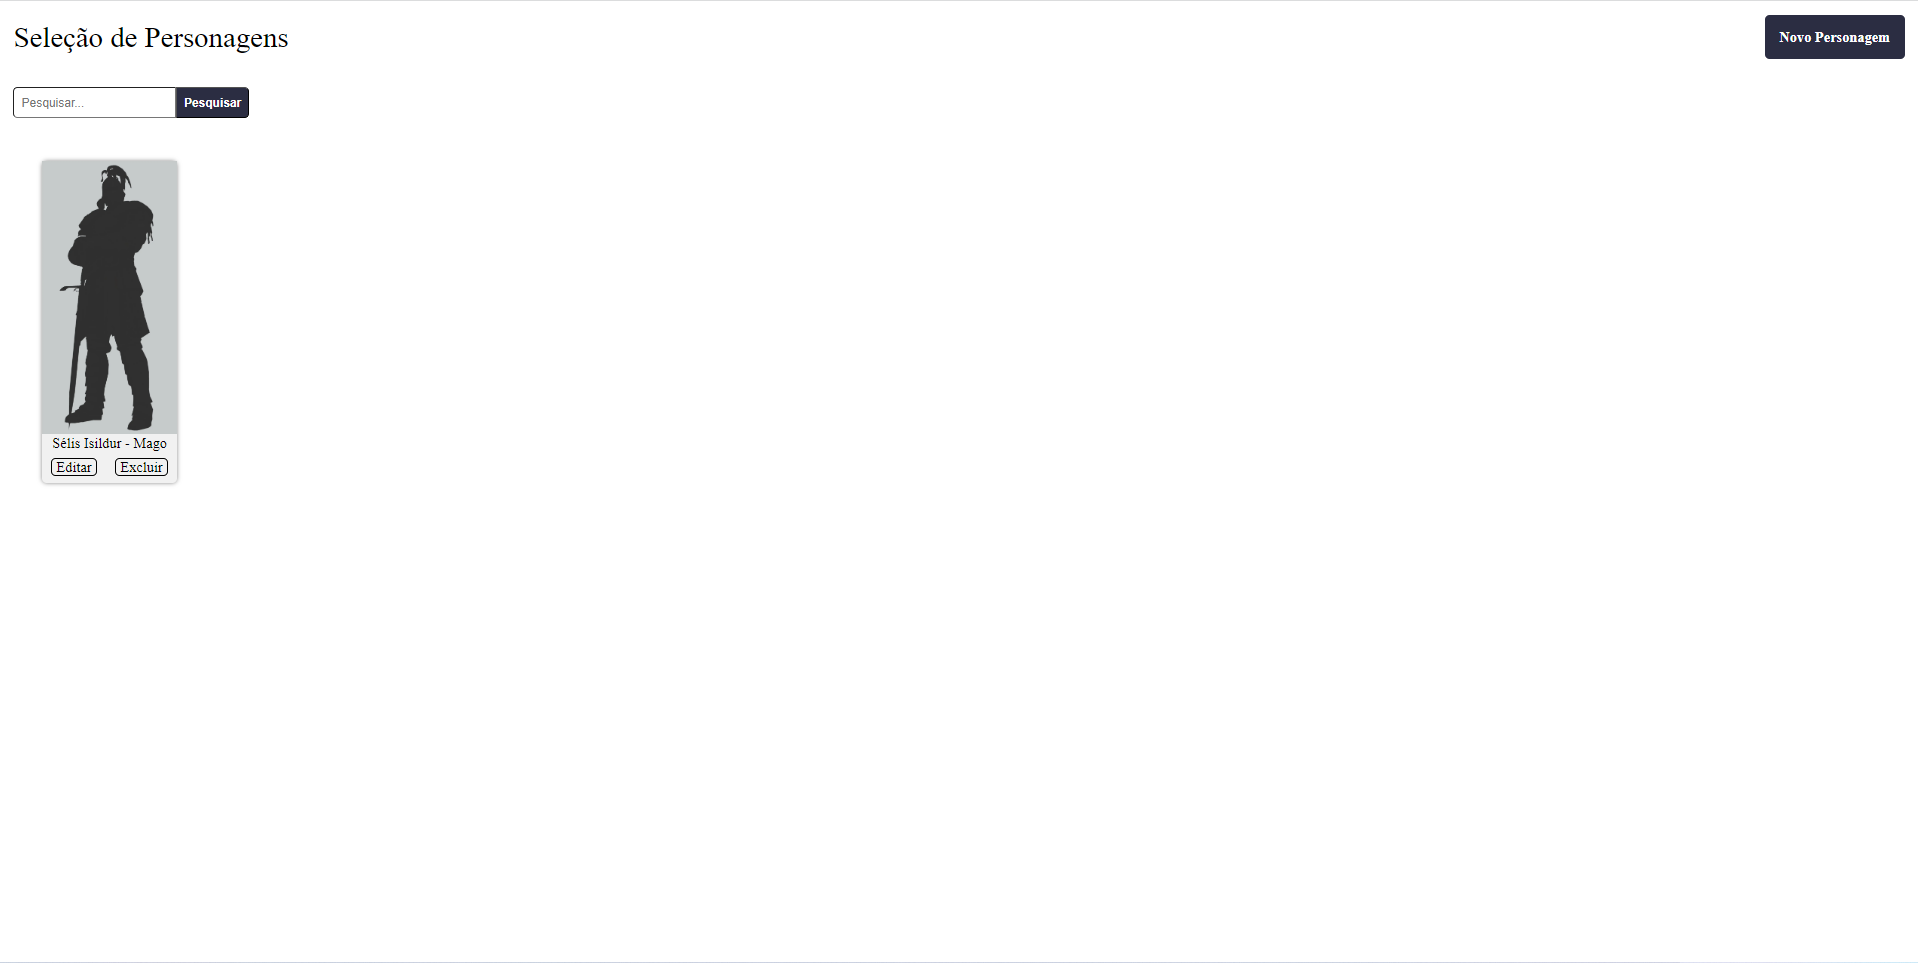 Seleção de Personagens
Novo Personagem
Pesquisar...
Pesquisar
Sélis Isildur - Mago
Editar
Excluir